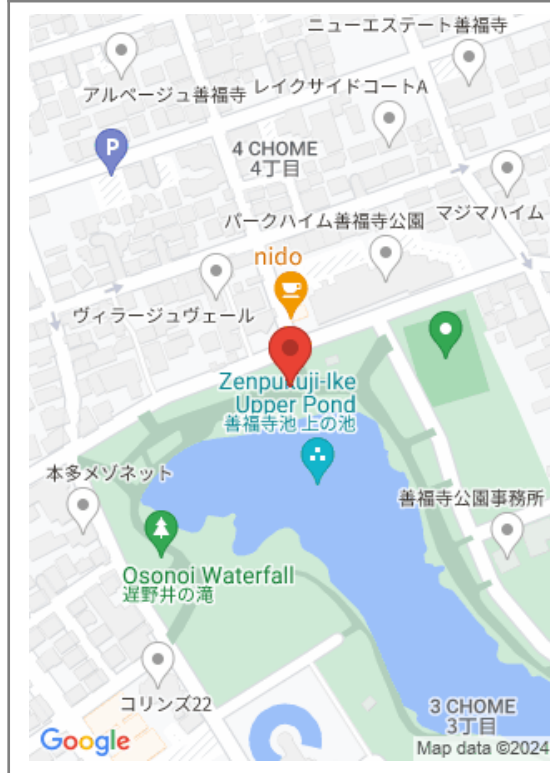 ニューエステート善福寺
アルページュ善福寺
レイクサイドコートA
P
4 CHOME
4丁目
マジマハイム
パークハイム善福寺公園
nido
ヴィラージュヴェール
Zenpukuji-Ike
Upper Pond
善福寺池 上の池
本多メゾネット
善福寺公園事務所
Osonoi Waterfall
遅野井の滝
コリンズ22
3 CHOME
3丁目
Google
Map data ©2024